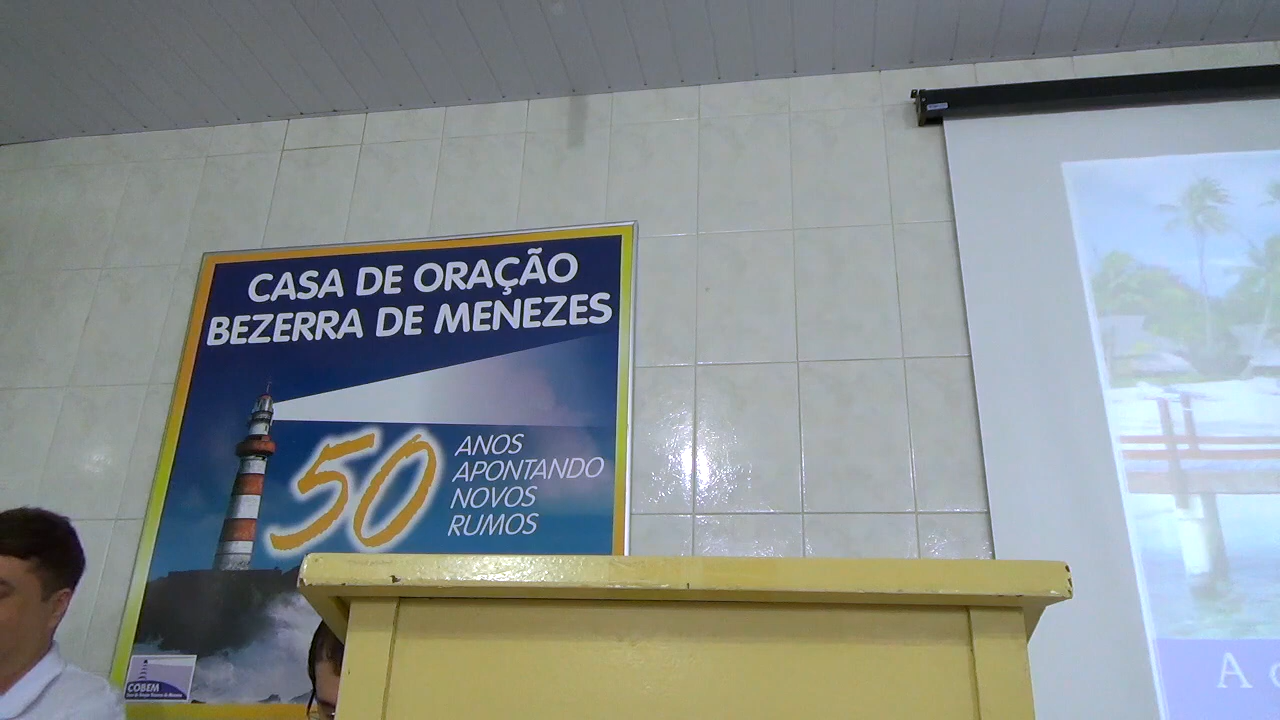 CASA DE ORAÇÃO
BEZERRA DE MENEZES
50
ANOS
APONTANDO
NOVOS
RUMOS
COBEM
A